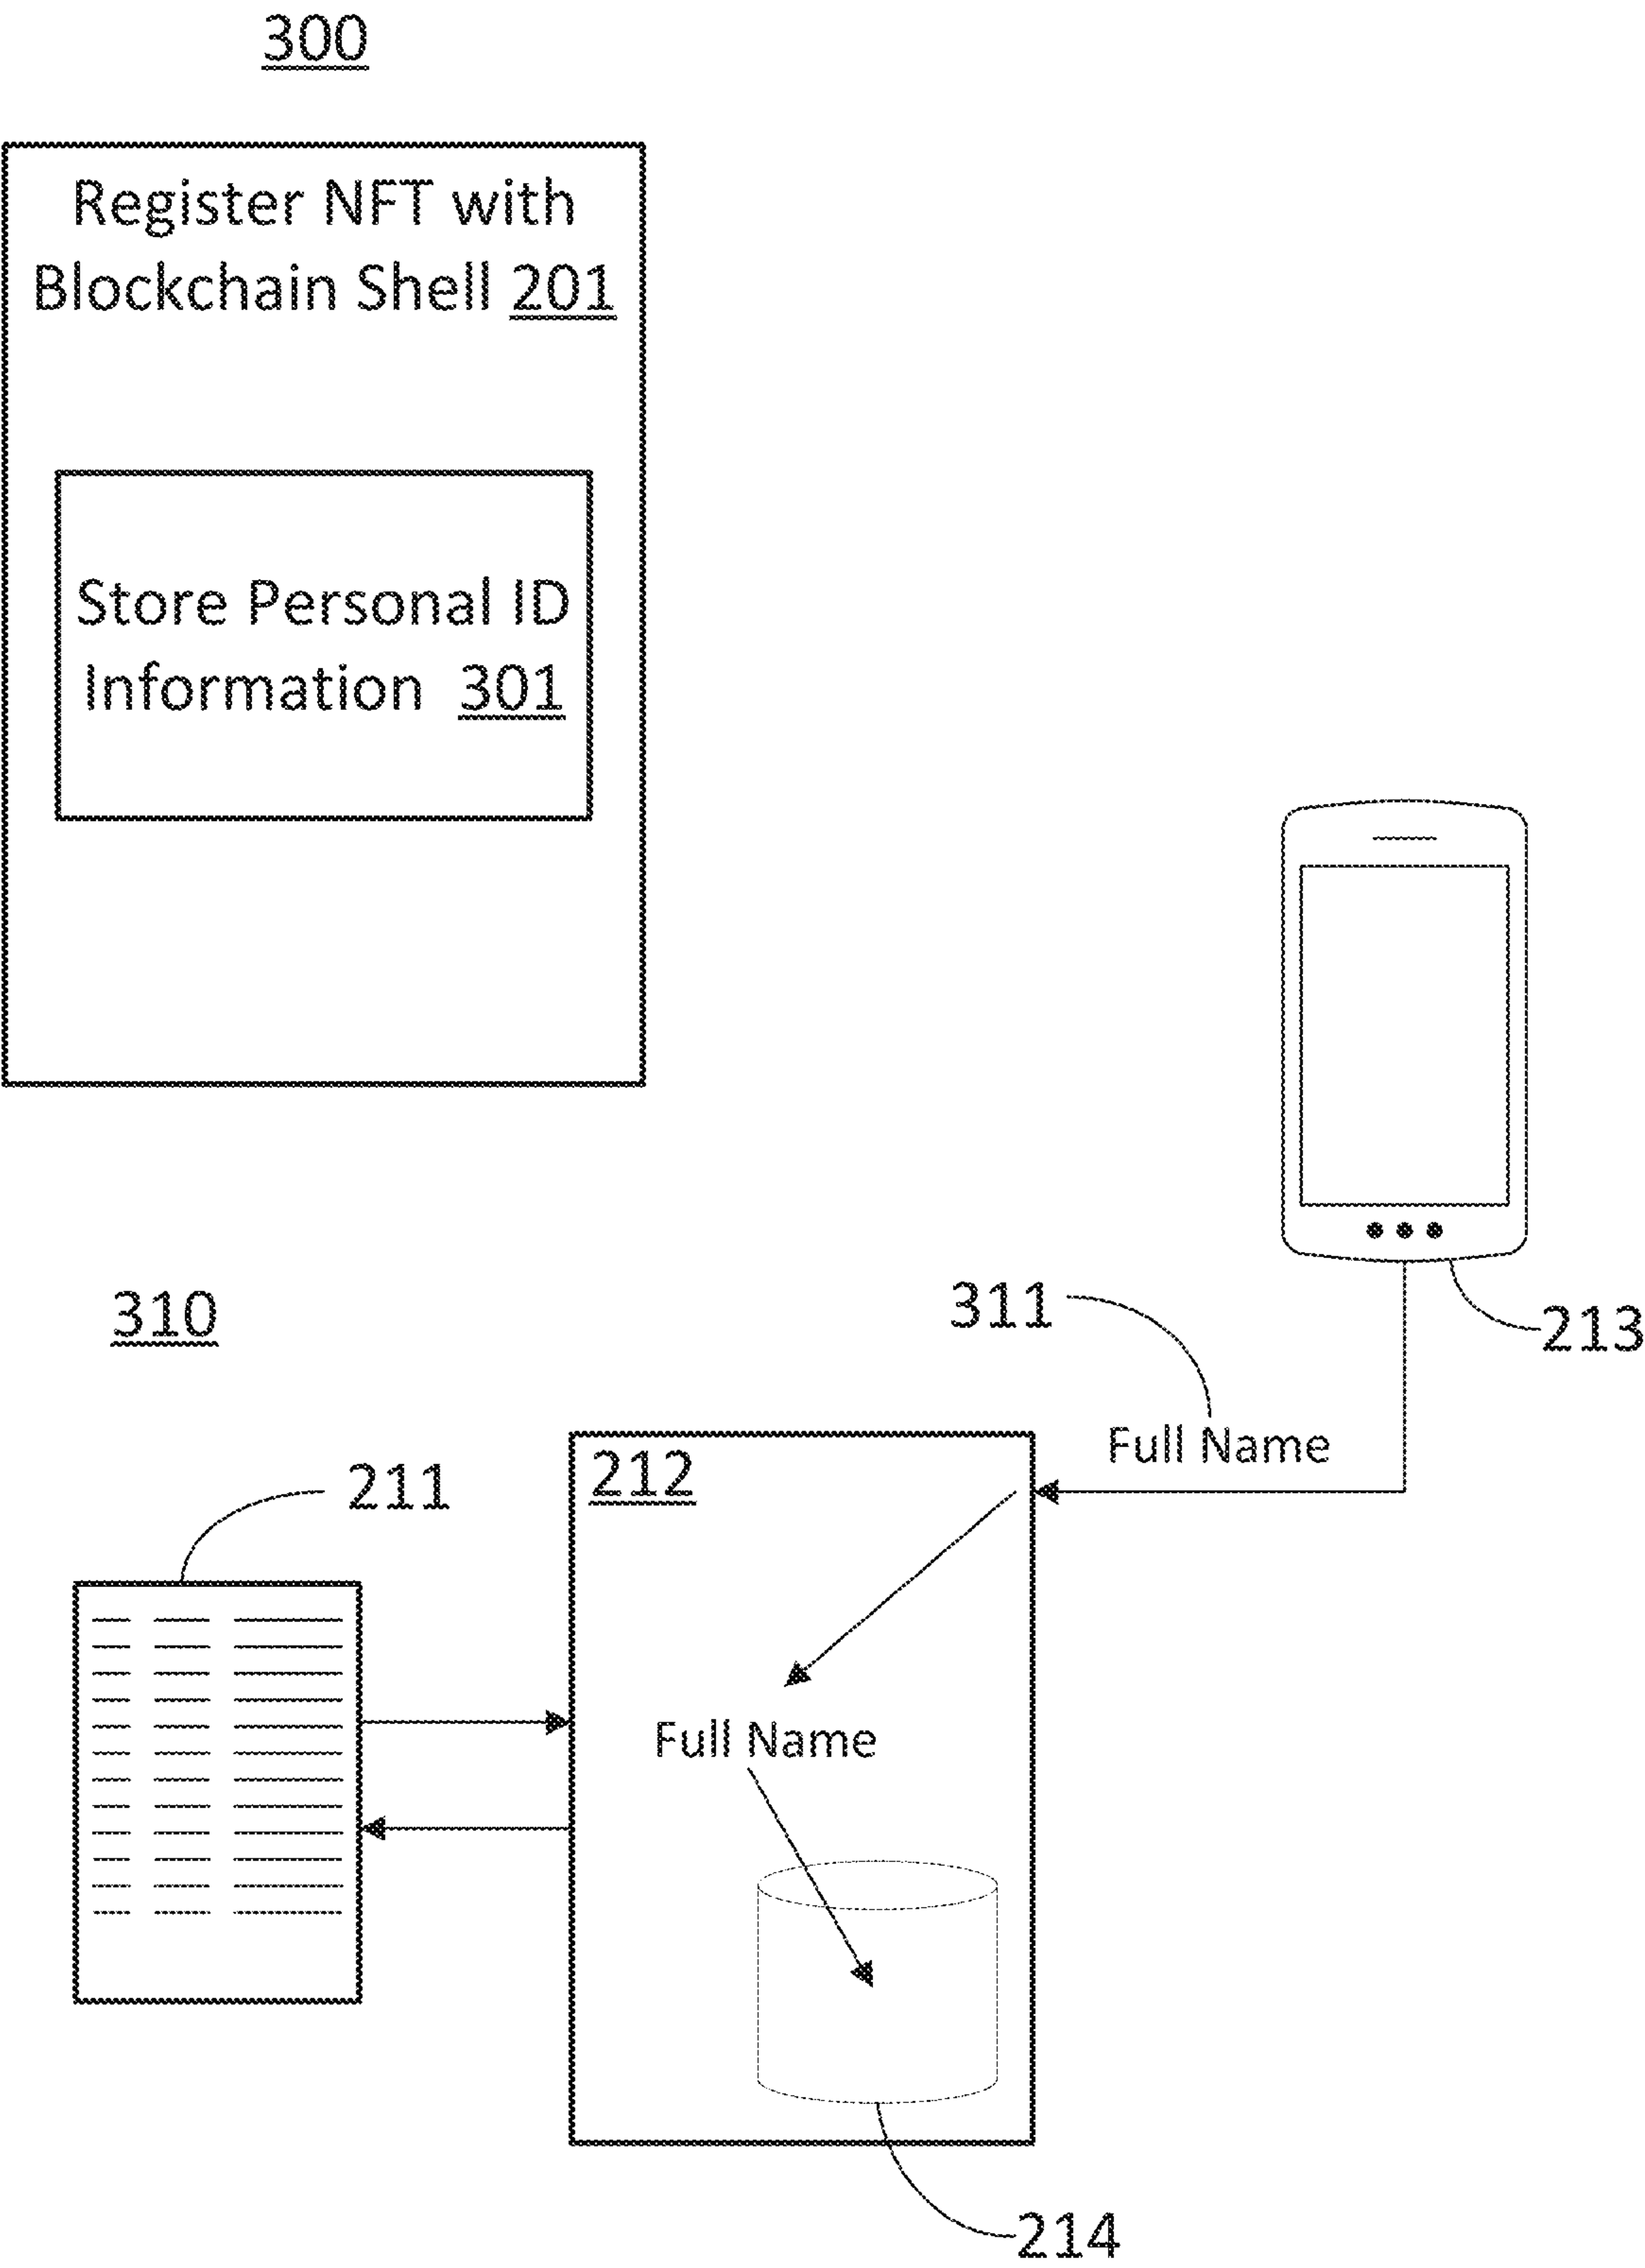 300
Register NFT with
Blockchain Shell 201
Store Personal ID
Information 301
310
311
213
Full Name
212
211
Full Name
214